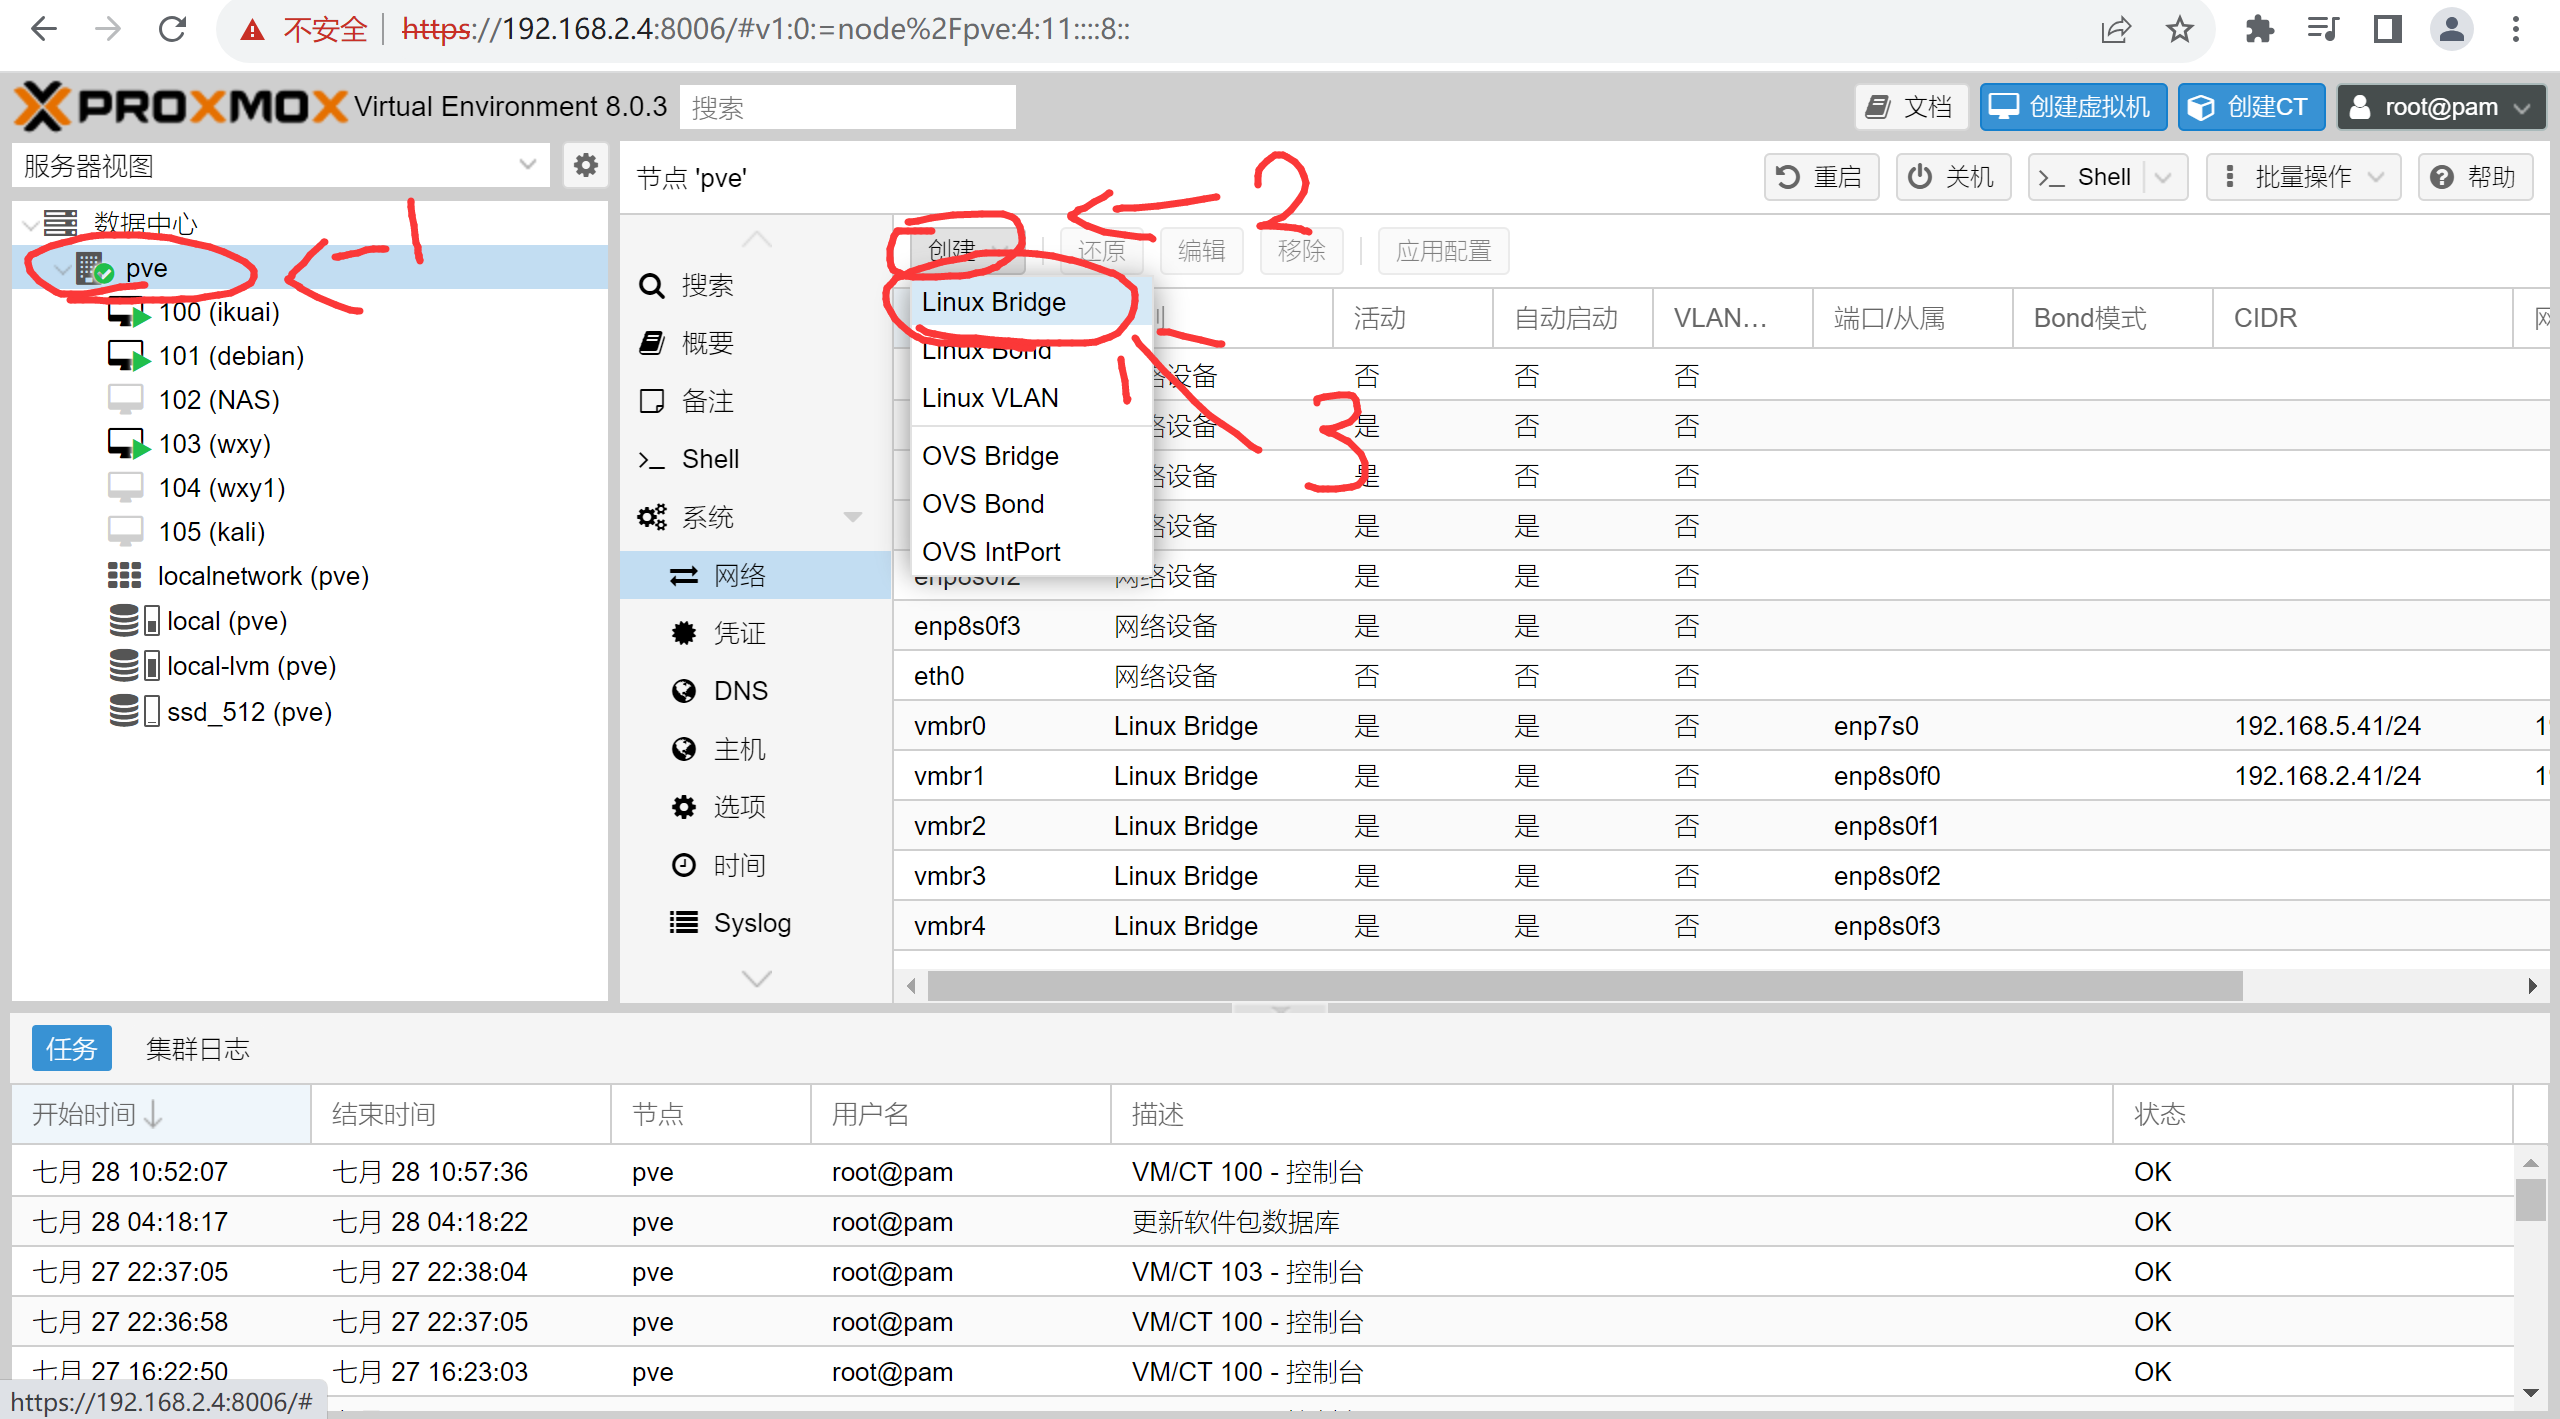 不安全 https://192.168.2.4:8006/#v1:0:=node%2Fpve:4:11::::8::
PROXMOX Virtual Environment 8.0.3 搜索 文档 创建虚拟机 创建CT root@pam
服务器视图
节点 'pve' 重启 关机 Shell 批量操作 帮助
数据中心
pve
100 (ikuai)
101 (debian)
102 (NAS)
103 (wxy)
104 (wxy1)
105 (kali)
localnetwork (pve)
local (pve)
local-lvm (pve)
ssd_512 (pve)
1
2
3
搜索
概要
备注
Shell
系统
网络
凭证
DNS
主机
选项
时间
Syslog
创建 还原 编辑 移除 应用配置
Linux Bridge
Linux Bond
Linux VLAN
OVS Bridge
OVS Bond
OVS IntPort
活动 自动启动 VLAN… 端口/从属 Bond模式 CIDR
络设备 否 否 否
络设备 是 否 否
络设备 是 否 否
络设备 是 是 否
enp8s0f2 网络设备 是 是 否
enp8s0f3 网络设备 是 是 否
eth0 网络设备 否 否 否
vmbr0 Linux Bridge 是 是 否 enp7s0 192.168.5.41/24 1
vmbr1 Linux Bridge 是 是 否 enp8s0f0 192.168.2.41/24 1
vmbr2 Linux Bridge 是 是 否 enp8s0f1
vmbr3 Linux Bridge 是 是 否 enp8s0f2
vmbr4 Linux Bridge 是 是 否 enp8s0f3
任务 集群日志
开始时间 结束时间 节点 用户名 描述 状态
七月 28 10:52:07 七月 28 10:57:36 pve root@pam VM/CT 100 - 控制台 OK
七月 28 04:18:17 七月 28 04:18:22 pve root@pam 更新软件包数据库 OK
七月 27 22:37:05 七月 27 22:38:04 pve root@pam VM/CT 103 - 控制台 OK
七月 27 22:36:58 七月 27 22:37:05 pve root@pam VM/CT 100 - 控制台 OK
七月 27 16:22:50 七月 27 16:23:03 pve root@pam VM/CT 100 - 控制台 OK
https://192.168.2.4:8006/#